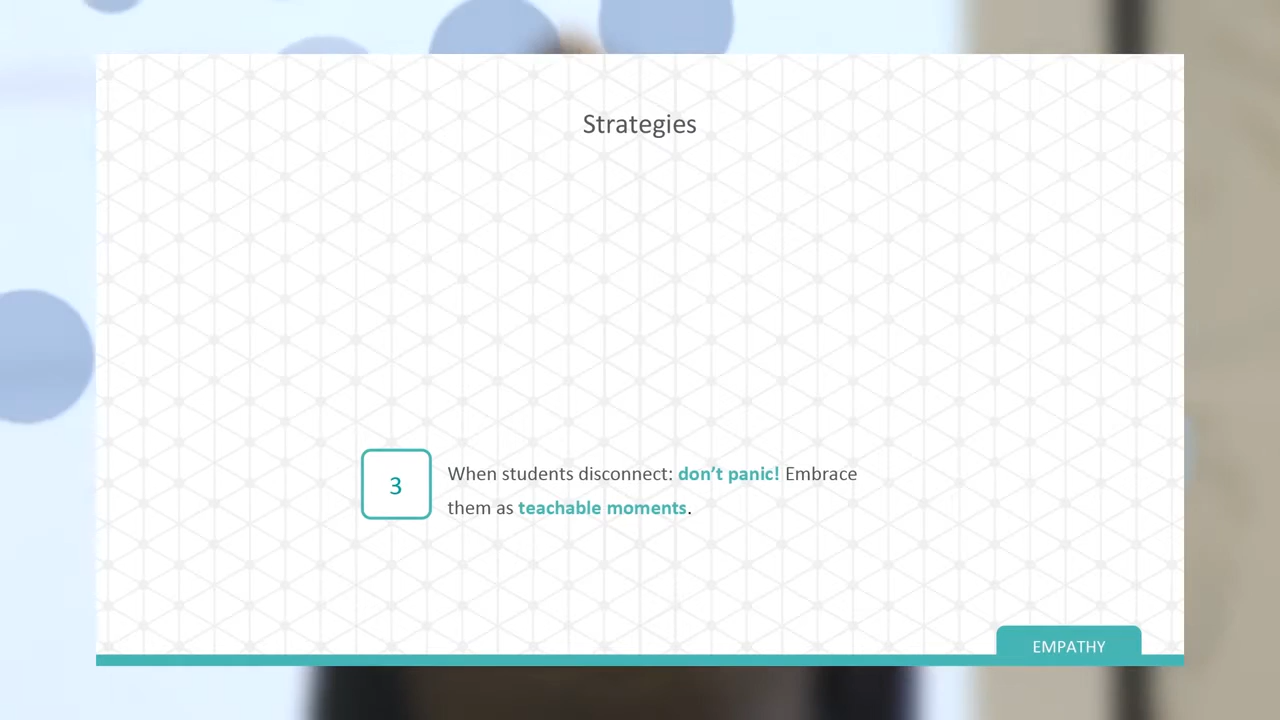 Strategies
3
When students disconnect: don’t panic! Embrace
them as teachable moments.
EMPATHY